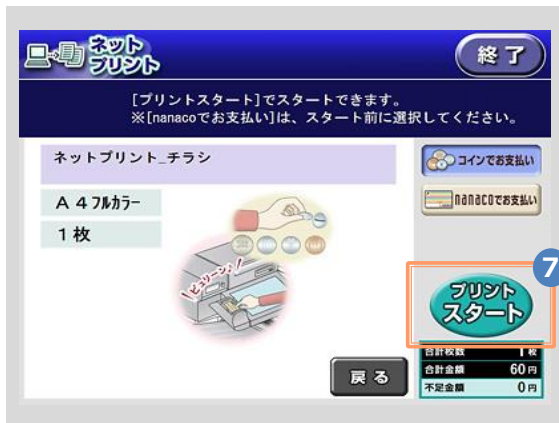 ネット
プリント
終了
[プリントスタート]でスタートできます。
※[nanacoでお支払い]は、スタート前に選択してください。
ネットプリント_チラシ
A4フルカラー
1枚
ピュリーン♪
コインでお支払い
nanacoでお支払い
7
プリント
スタート
戻る
合計枚数 1枚
合計金額 60円
不足金額 0円